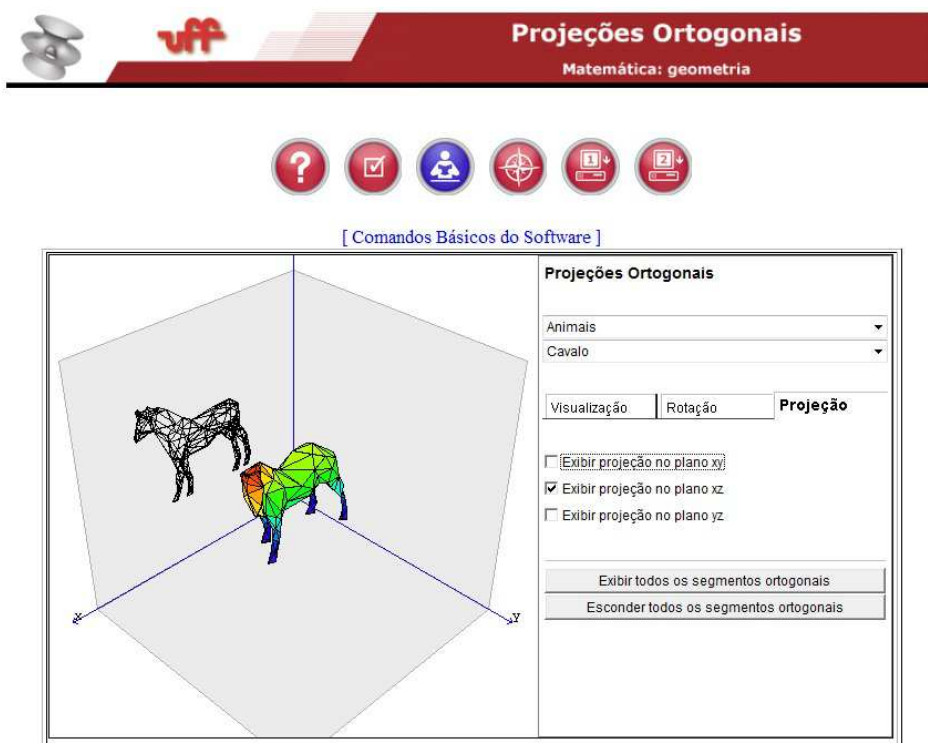 uff
Projeções Ortogonais
Matemática: geometria
?
1
2
[ Comandos Básicos do Software ]
Projeções Ortogonais
Animais
Cavalo
Visualização Rotação Projeção
Exibir projeção no plano xy
Exibir projeção no plano xz
Exibir projeção no plano yz
Exibir todos os segmentos ortogonais
Esconder todos os segmentos ortogonais
X
Y